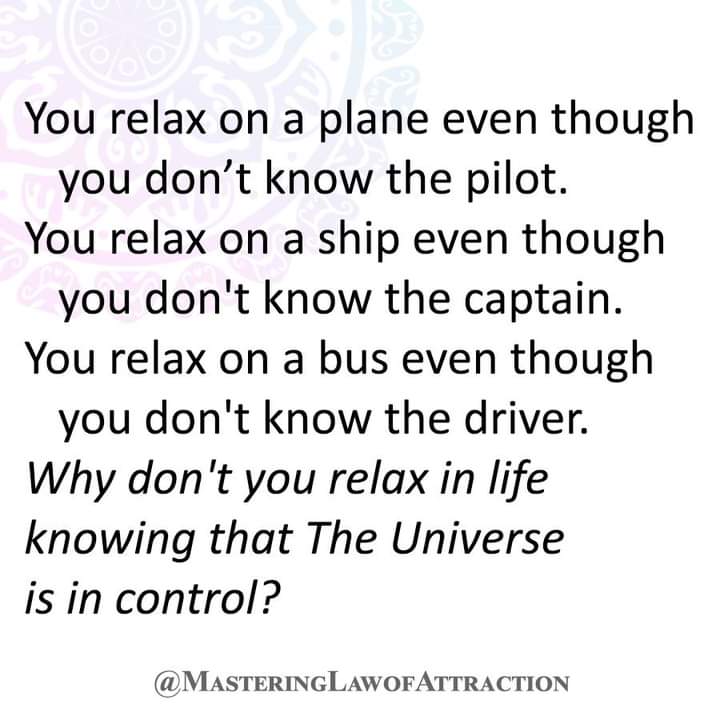 You relax on a plane even though
you don’t know the pilot.
You relax on a ship even though
you don't know the captain.
You relax on a bus even though
you don't know the driver.
Why don't you relax in life
knowing that The Universe
is in control?
@MasteringLawofAttraction